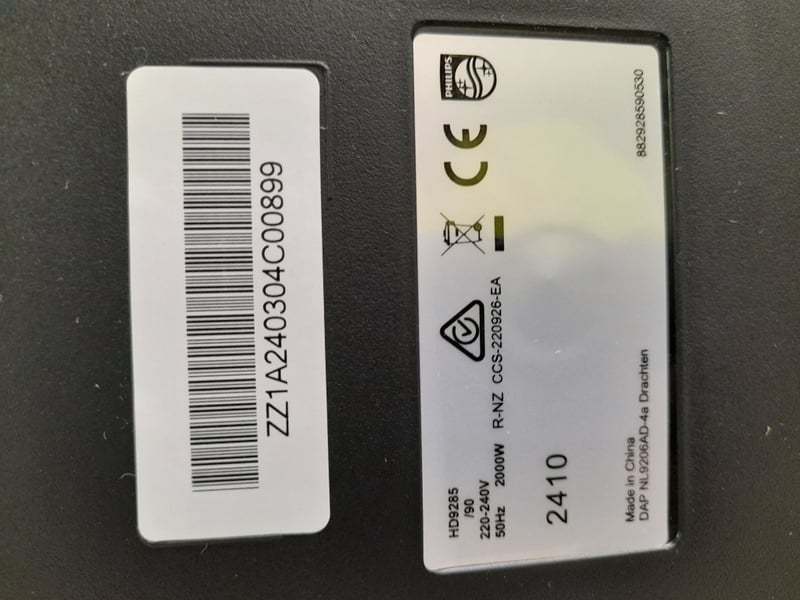 ZZ1A240304C00899
PHILIPS
CE
HD9285
/90
220-240V
50Hz 2000W R-NZ CCS-220926-EA
2410
Made in China
DAP NL9206AD-4a Drachten
882928590530